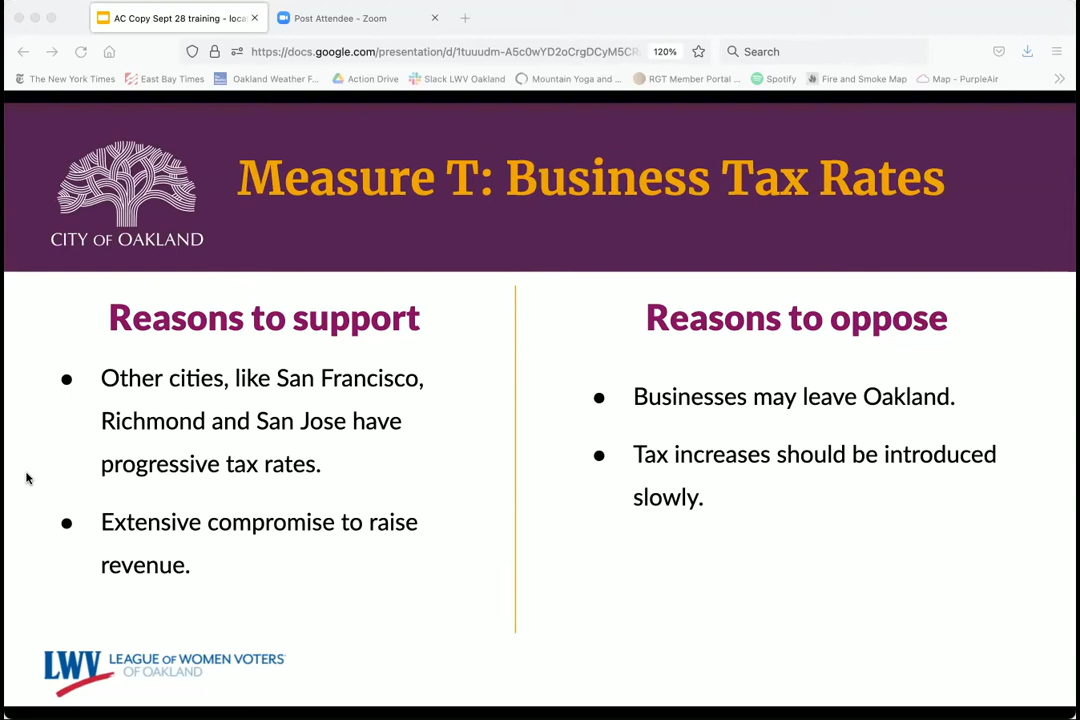 AC Copy Sept 28 training - loca
Post Attendee - Zoom
https://docs.google.com/presentation/d/1tuuudm-A5c0wYD2oCrgDCyM5CR
120%
Search
The New York Times
East Bay Times
Oakland Weather F...
Action Drive
Slack LWV Oakland
Mountain Yoga and ...
RGT Member Portal ...
Spotify
Fire and Smoke Map
Map - PurpleAir
Measure T: Business Tax Rates
CITY OF OAKLAND
Reasons to support
● Other cities, like San Francisco,
Richmond and San Jose have
progressive tax rates.
● Extensive compromise to raise
revenue.
Reasons to oppose
● Businesses may leave Oakland.
● Tax increases should be introduced
slowly.
LWV LEAGUE OF WOMEN VOTERS®
OF OAKLAND